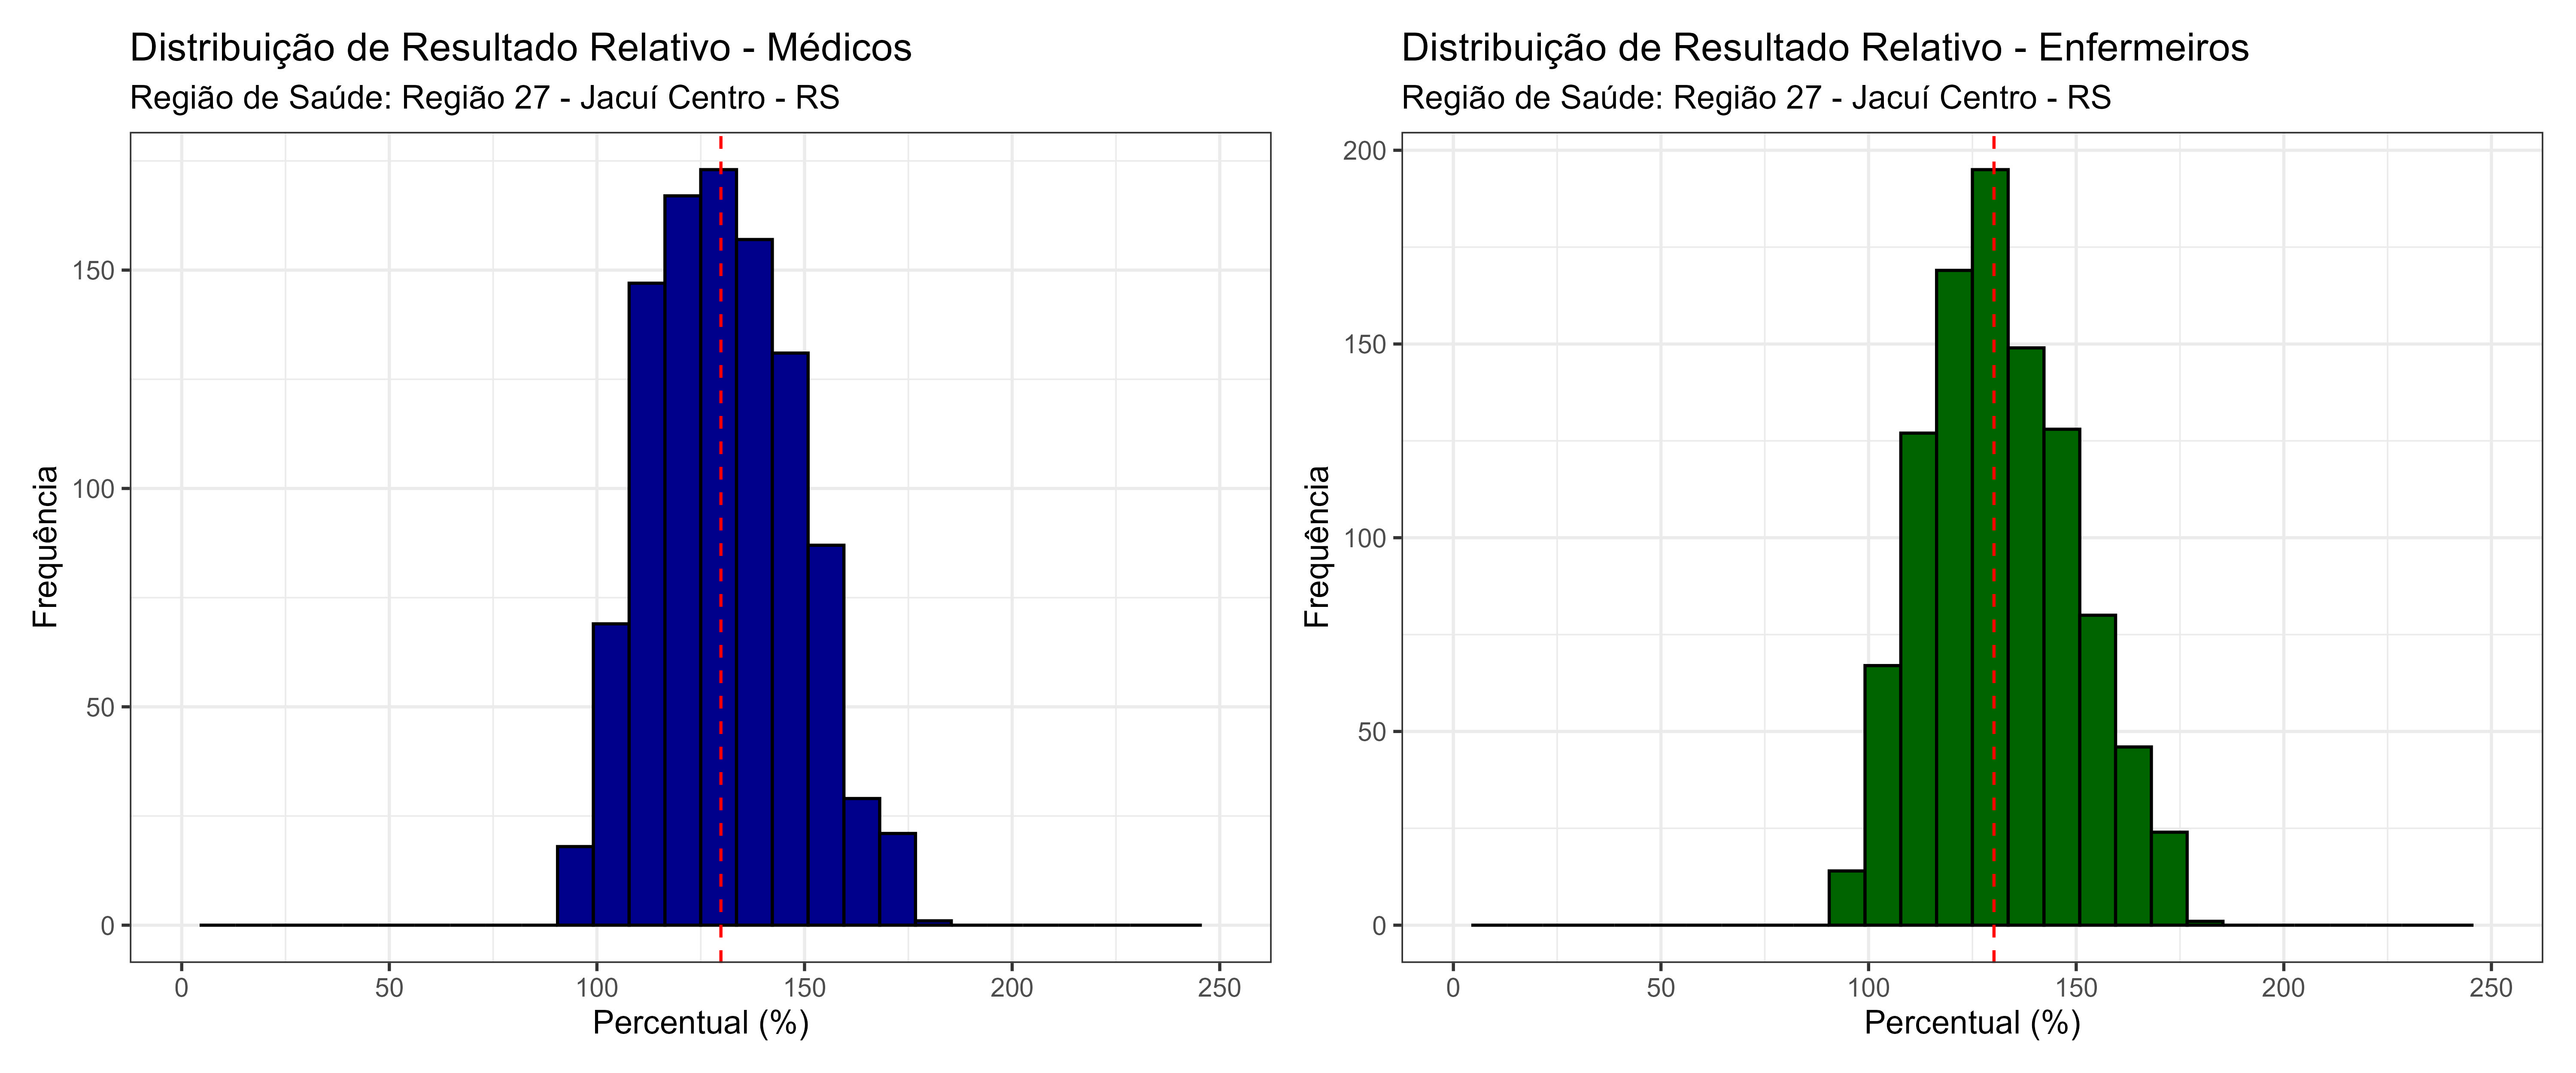 Distribuição de Resultado Relativo - Médicos
Região de Saúde: Região 27 - Jacuí Centro - RS
150
100
50
0
Frequência
0 50 100 150 200 250
Percentual (%)
Distribuição de Resultado Relativo - Enfermeiros
Região de Saúde: Região 27 - Jacuí Centro - RS
200
150
100
50
0
Frequência
0 50 100 150 200 250
Percentual (%)